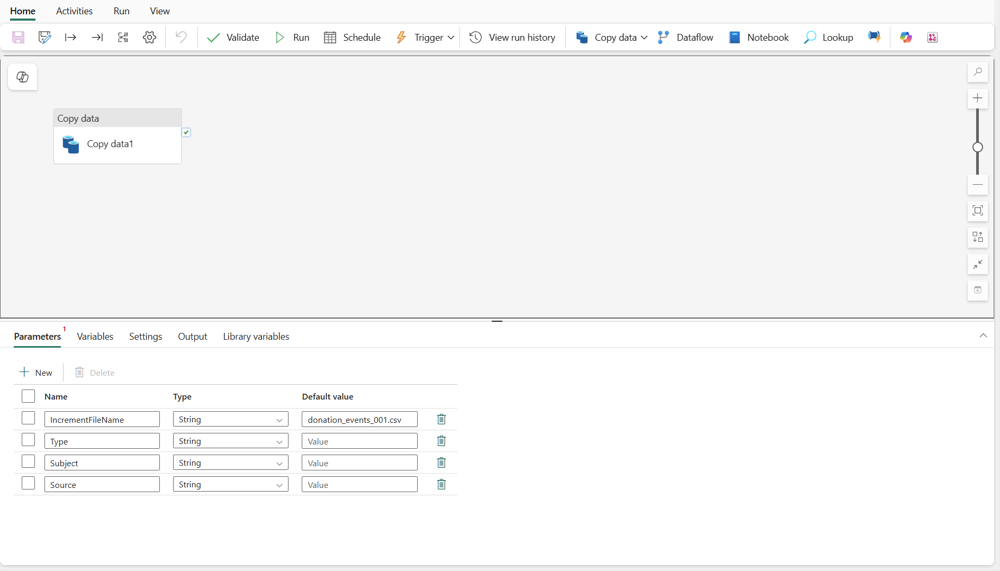 Home Activities Run View
Validate Run Schedule Trigger View run history Copy data Dataflow Notebook Lookup
Copy data
Copy data1
Parameters 1 Variables Settings Output Library variables
New Delete
Name Type Default value
IncrementFileName String donation_events_001.csv
Type String Value
Subject String Value
Source String Value